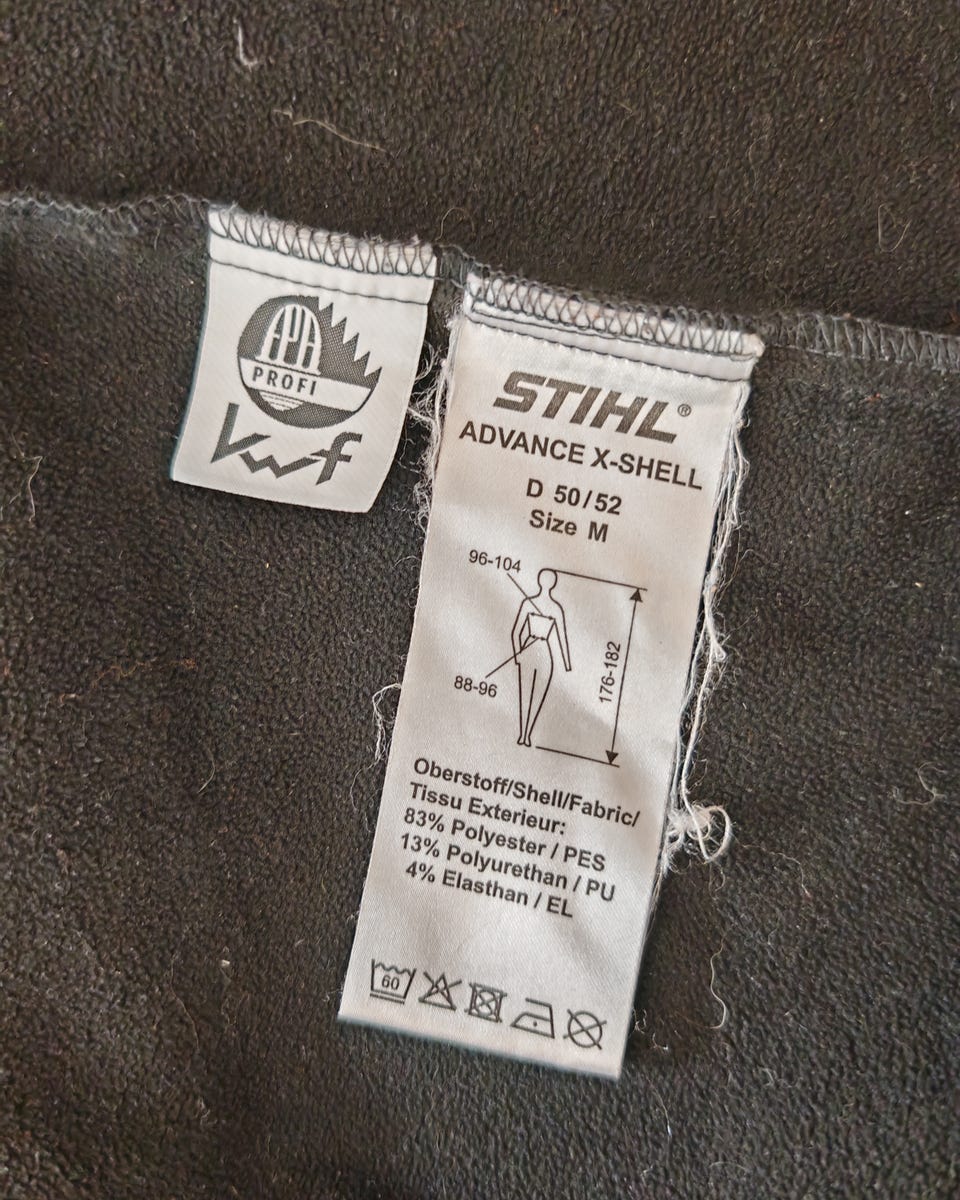 APA
PROFI
kwf
STIHL®
ADVANCE X-SHELL
D 50/52
Size M
96-104
88-96
176-182
Oberstoff/Shell/Fabric/
Tissu Exterieur:
83% Polyester / PES
13% Polyurethan / PU
4% Elasthan / EL
60